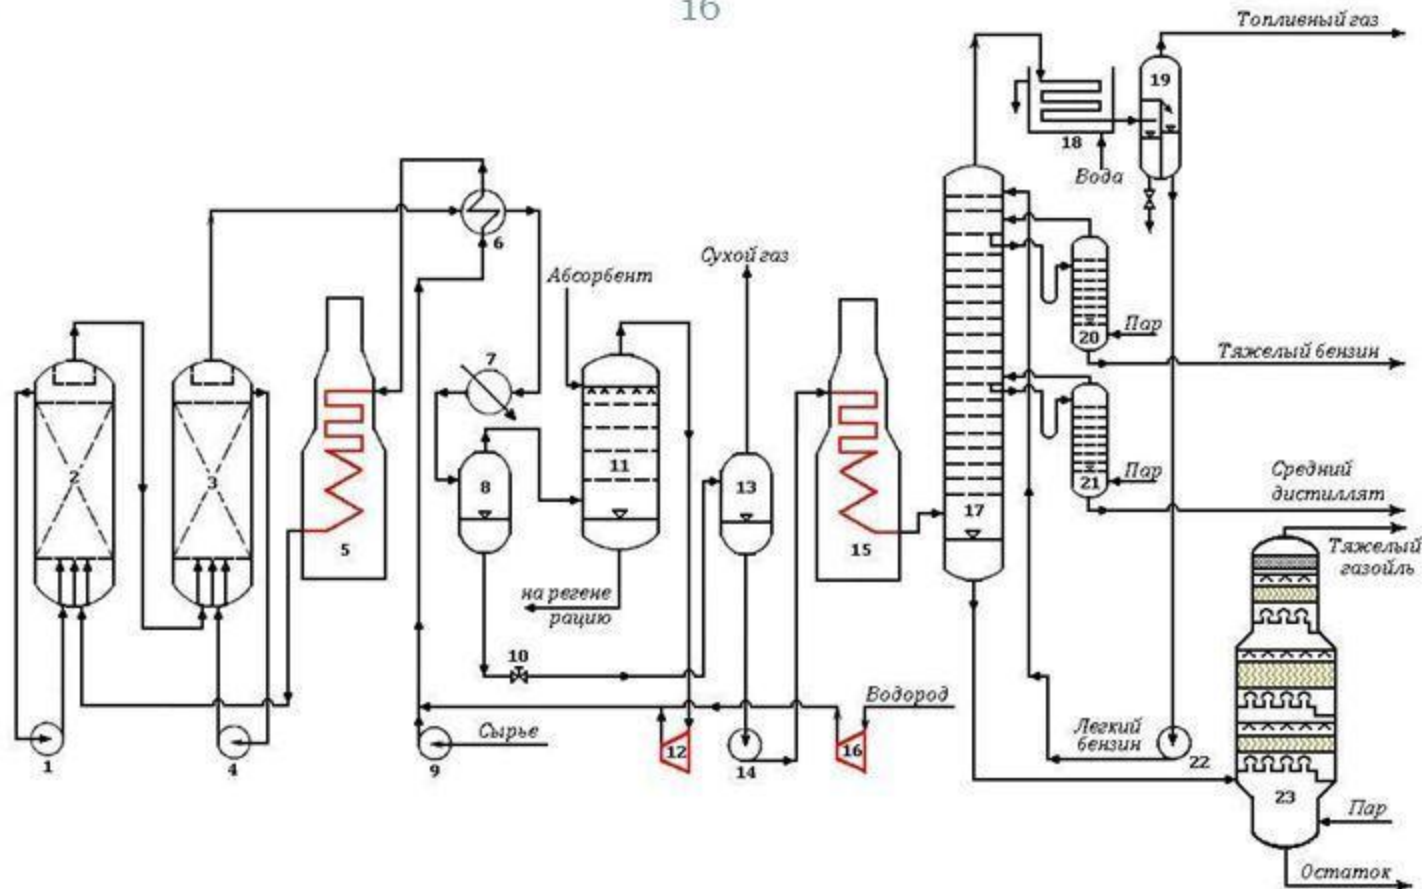 16
Топливный газ
19
18
Вода
6
Сухой газ
Абсорбент
20
Пар
Тяжелый бензин
7
2
3
5
8
11
13
15
17
21
Пар
Средний
дистиллят
Тяжелый
газойль
на регене
рацию
10
Водород
Сырье
Легкий
бензин
1
4
9
12
14
16
22
23
Пар
Остаток